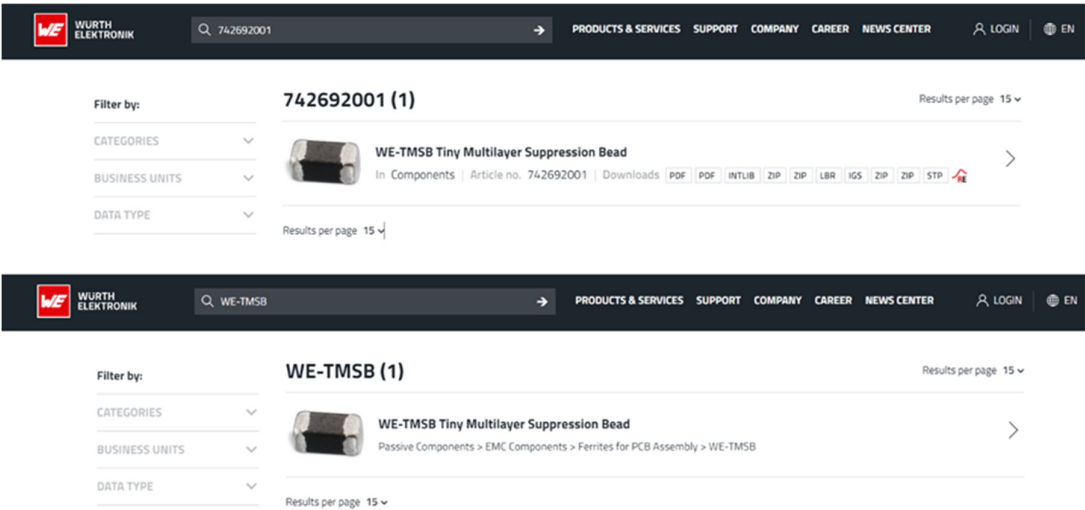 WE WURTH ELEKTRONIK 742692001 PRODUCTS & SERVICES SUPPORT COMPANY CAREER NEWS CENTER LOGIN EN
Filter by:
742692001 (1)
Results per page 15
CATEGORIES
BUSINESS UNITS
DATA TYPE
WE-TMSB Tiny Multilayer Suppression Bead
In Components | Article no. 742692001 | Downloads PDF PDF INTLIB ZIP ZIP LBR IGS ZIP ZIP STP RE
Results per page 15
WE WURTH ELEKTRONIK WE-TMSB PRODUCTS & SERVICES SUPPORT COMPANY CAREER NEWS CENTER LOGIN EN
Filter by:
WE-TMSB (1)
Results per page 15
CATEGORIES
BUSINESS UNITS
DATA TYPE
WE-TMSB Tiny Multilayer Suppression Bead
Passive Components > EMC Components > Ferrites for PCB Assembly > WE-TMSB
Results per page 15